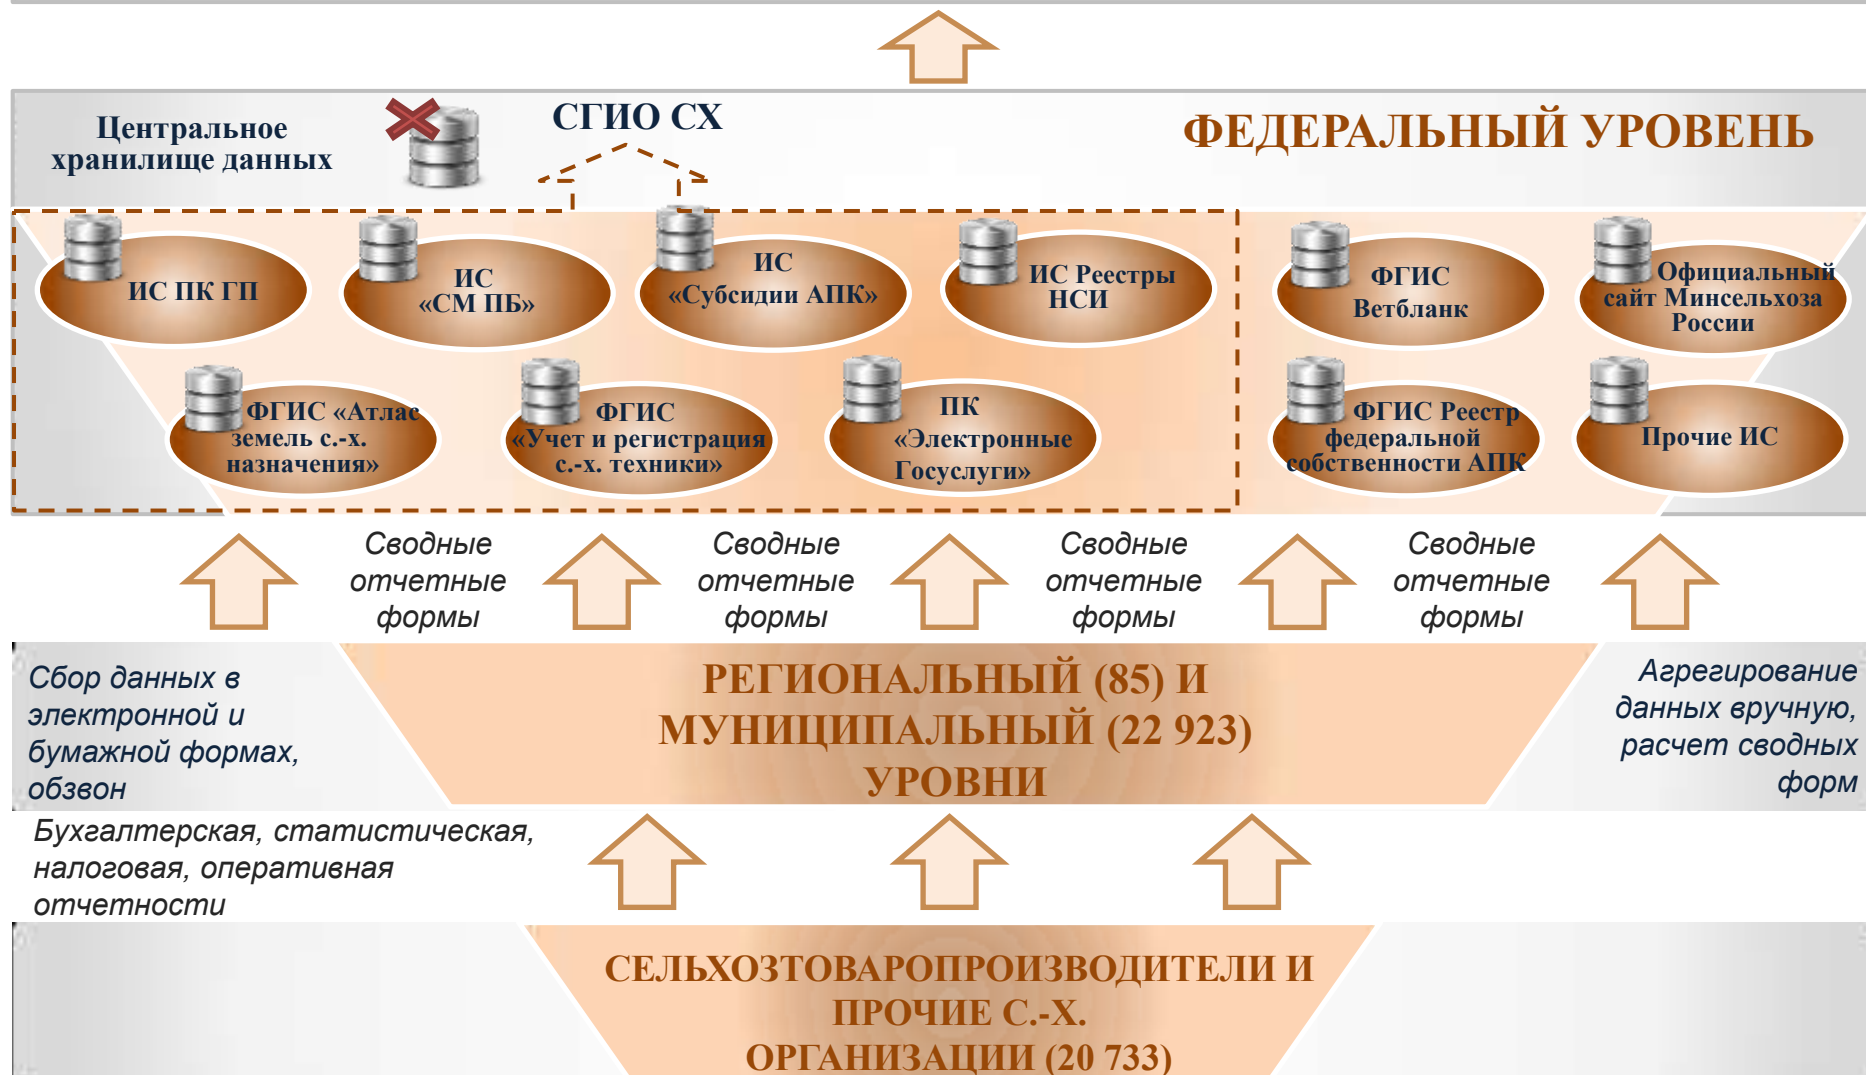 Центральное
хранилище данных
СГИО СХ
ФЕДЕРАЛЬНЫЙ УРОВЕНЬ
ИС ПК ГП
ИС
«СМ ПБ»
ИС
«Субсидии АПК»
ИС Реестры
НСИ
ФГИС
Ветбланк
Официальный
сайт Минсельхоза
России
ФГИС «Атлас
земель с.-х.
назначения»
ФГИС
«Учет и регистрация
с.-х. техники»
ПК
«Электронные
Госуслуги»
ФГИС Реестр
федеральной
собственности АПК
Прочие ИС
Сводные
отчетные
формы
Сводные
отчетные
формы
Сводные
отчетные
формы
Сводные
отчетные
формы
Сбор данных в
электронной и
бумажной формах,
обзвон
РЕГИОНАЛЬНЫЙ (85) И
МУНИЦИПАЛЬНЫЙ (22 923)
УРОВНИ
Агрегирование
данных вручную,
расчет сводных
форм
Бухгалтерская, статистическая,
налоговая, оперативная
отчетности
СЕЛЬХОЗТОВАРОПРОИЗВОДИТЕЛИ И
ПРОЧИЕ С.-Х.
ОРГАНИЗАЦИИ (20 733)